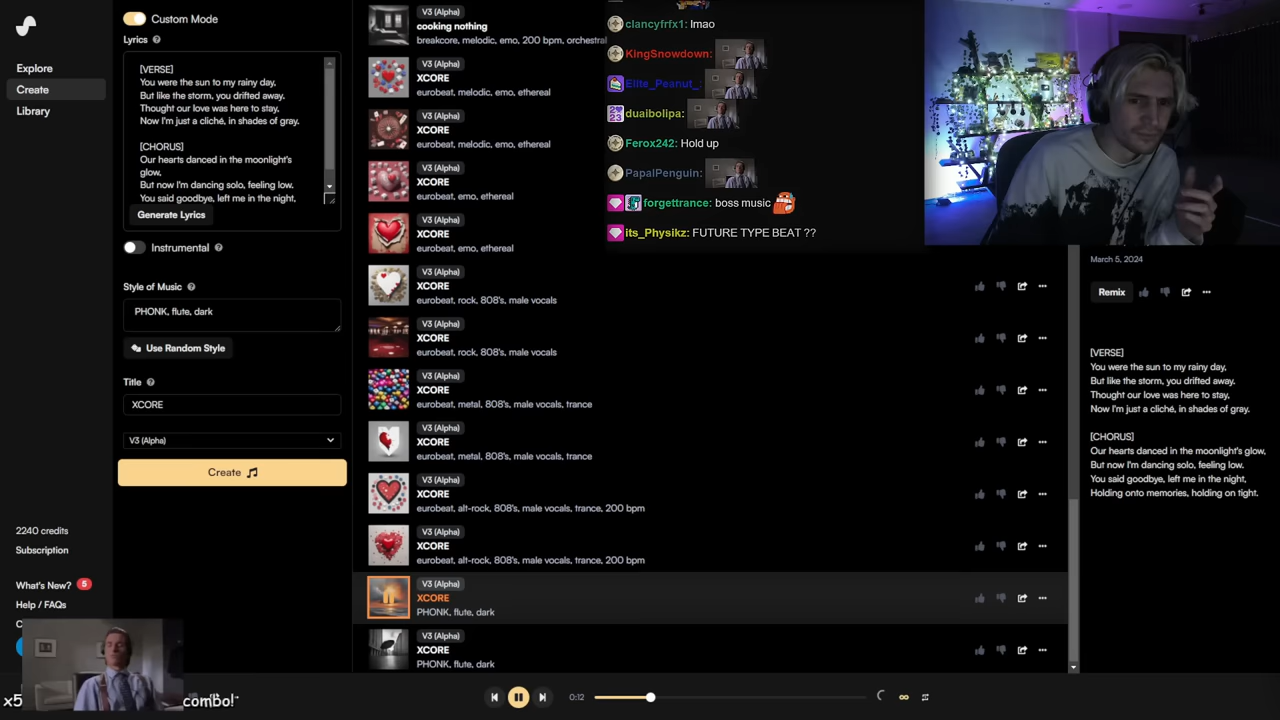 Explore
Create
Library
2240 credits
Subscription
What's New? 5
Help / FAQs
x5
combo!
Custom Mode
Lyrics
[VERSE]
You were the sun to my rainy day.
But like the storm, you drifted away.
Thought our love was here to stay,
Now I'm just a cliché, in shades of gray.
[CHORUS]
Our hearts danced in the moonlight's
glow,
But now I'm dancing solo, feeling low.
You said goodbye, left me in the night,
Generate Lyrics
Instrumental
Style of Music
PHONK, flute, dark
Use Random Style
Title
XCORE
V3 (Alpha)
Create
V3 (Alpha)
cooking nothing
breakcore, melodic, emo, 200 bpm, orchestral
V3 (Alpha)
XCORE
breakcore, melodic, emo, ethereal
V3 (Alpha)
XCORE
breakcore, melodic, emo, ethereal
V3 (Alpha)
XCORE
eurobeat, emo, ethereal
V3 (Alpha)
XCORE
eurobeat, emo, ethereal
V3 (Alpha)
XCORE
eurobeat, rock, 808's, male vocals
V3 (Alpha)
XCORE
eurobeat, rock, 808's, male vocals
V3 (Alpha)
XCORE
eurobeat, metal, 808's, male vocals, trance
V3 (Alpha)
XCORE
eurobeat, metal, 808's, male vocals, trance
V3 (Alpha)
XCORE
eurobeat, alt-rock, 808's, male vocals, trance, 200 bpm
V3 (Alpha)
XCORE
eurobeat, alt-rock, 808's, male vocals, trance, 200 bpm
V3 (Alpha)
XCORE
PHONK, flute, dark
V3 (Alpha)
XCORE
PHONK, flute, dark
0:12
clancyfrfx1: lmao
KingSnowdown:
Elite_Peanut_:
duaibolipa:
Ferox242: Hold up
PapalPenguin:
forgettrance: boss music
its_Physikz: FUTURE TYPE BEAT ??
March 5, 2024
Remix
[VERSE]
You were the sun to my rainy day.
But like the storm, you drifted away.
Thought our love was here to stay,
Now I'm just a cliché, in shades of gray.
[CHORUS]
Our hearts danced in the moonlight's glow,
But now I'm dancing solo, feeling low.
You said goodbye, left me in the night,
Holding onto memories, holding on tight.